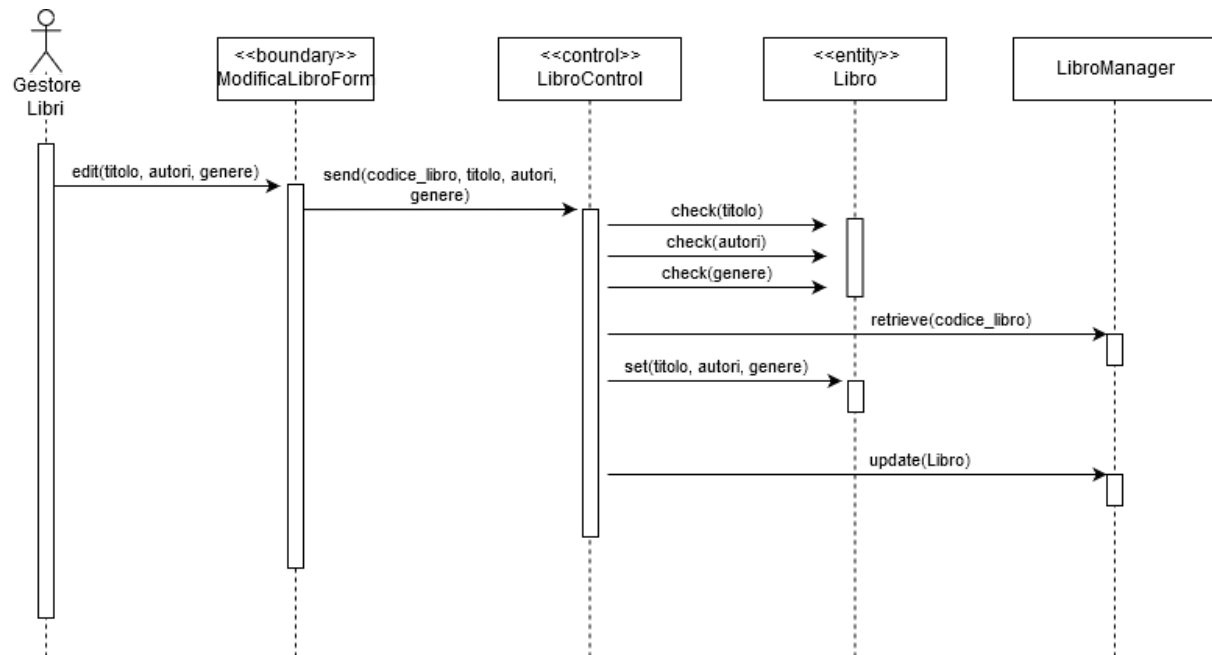 Gestore
Libri
<<boundary>>
ModificaLibroForm
<<control>>
LibroControl
<<entity>>
Libro
LibroManager
edit(titolo, autori, genere)
send(codice_libro, titolo, autori,
genere)
check(titolo)
check(autori)
check(genere)
retrieve(codice_libro)
set(titolo, autori, genere)
update(Libro)